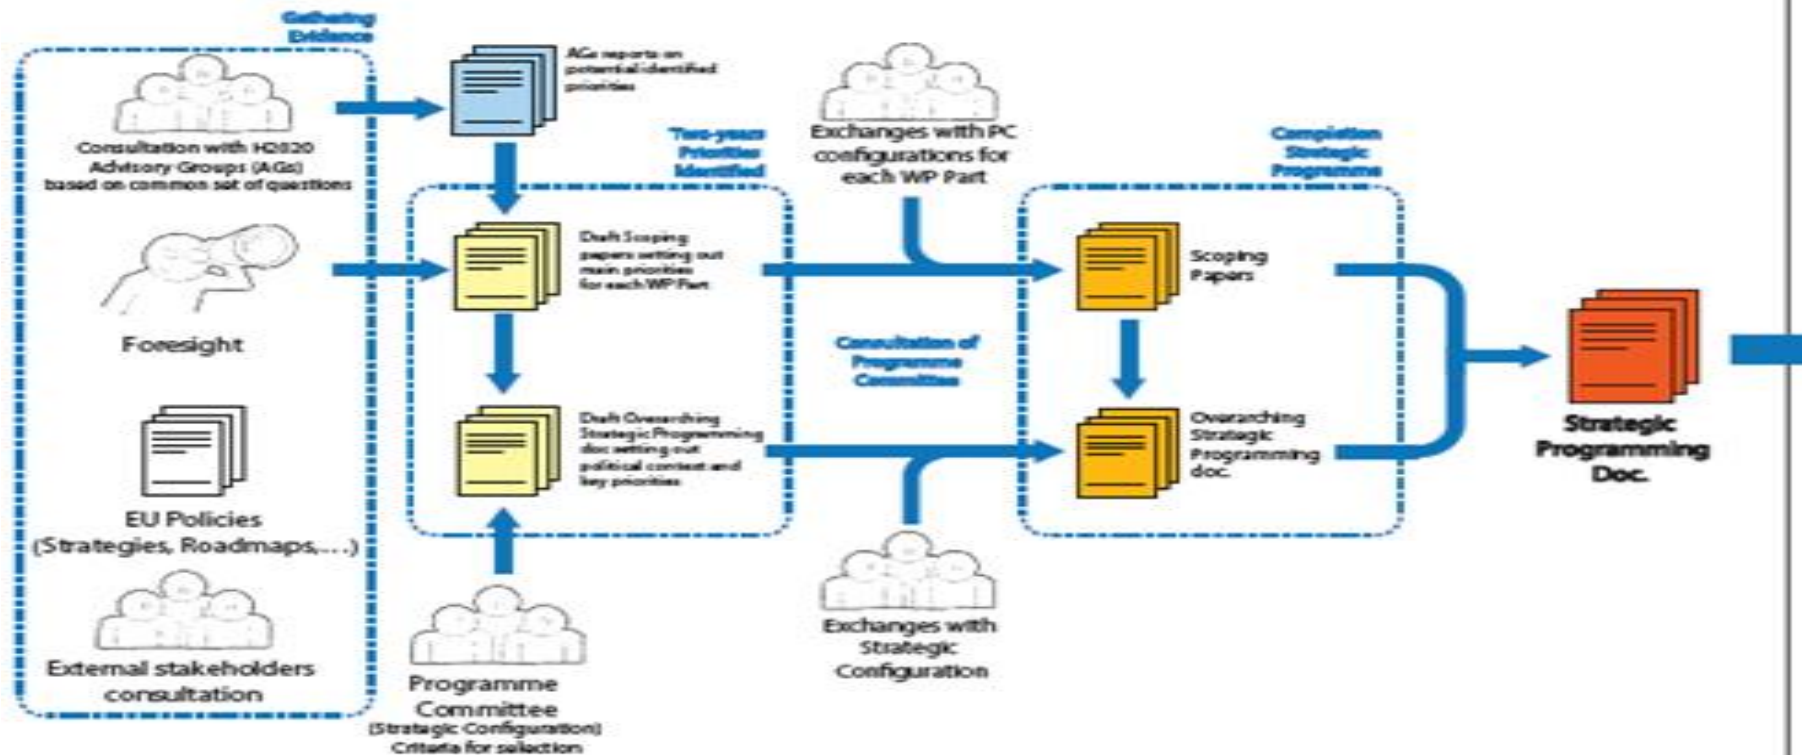 Gathering
Evidence
Consultation with H2020
Advisory Groups (AGs)
based on common set of questions
Foresight
EU Policies
(Strategies, Roadmaps,...)
External stakeholders
consultation
AGs reports on
potential identified
priorities
Two-years
Priorities
Identified
Draft Scoping
papers setting out
main priorities
for each WP Part
Draft Overarching
Strategic Programming
doc setting out
political context and
key priorities
Programme
Committee
(Strategic Configuration)
Criteria for selection
Exchanges with PC
configurations for
each WP Part
Consultation of
Programme
Committee
Exchanges with
Strategic
Configuration
Completion
Strategic
Programme
Scoping
Papers
Overarching
Strategic
Programming
doc.
Strategic
Programming
Doc.